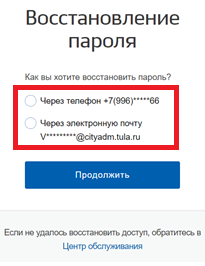 Восстановление
пароля
Как вы хотите восстановить пароль?
Через телефон +7(996)*****66
Через электронную почту
V*********@cityadm.tula.ru
Продолжить
Если не удалось восстановить доступ, обратитесь в
Центр обслуживания